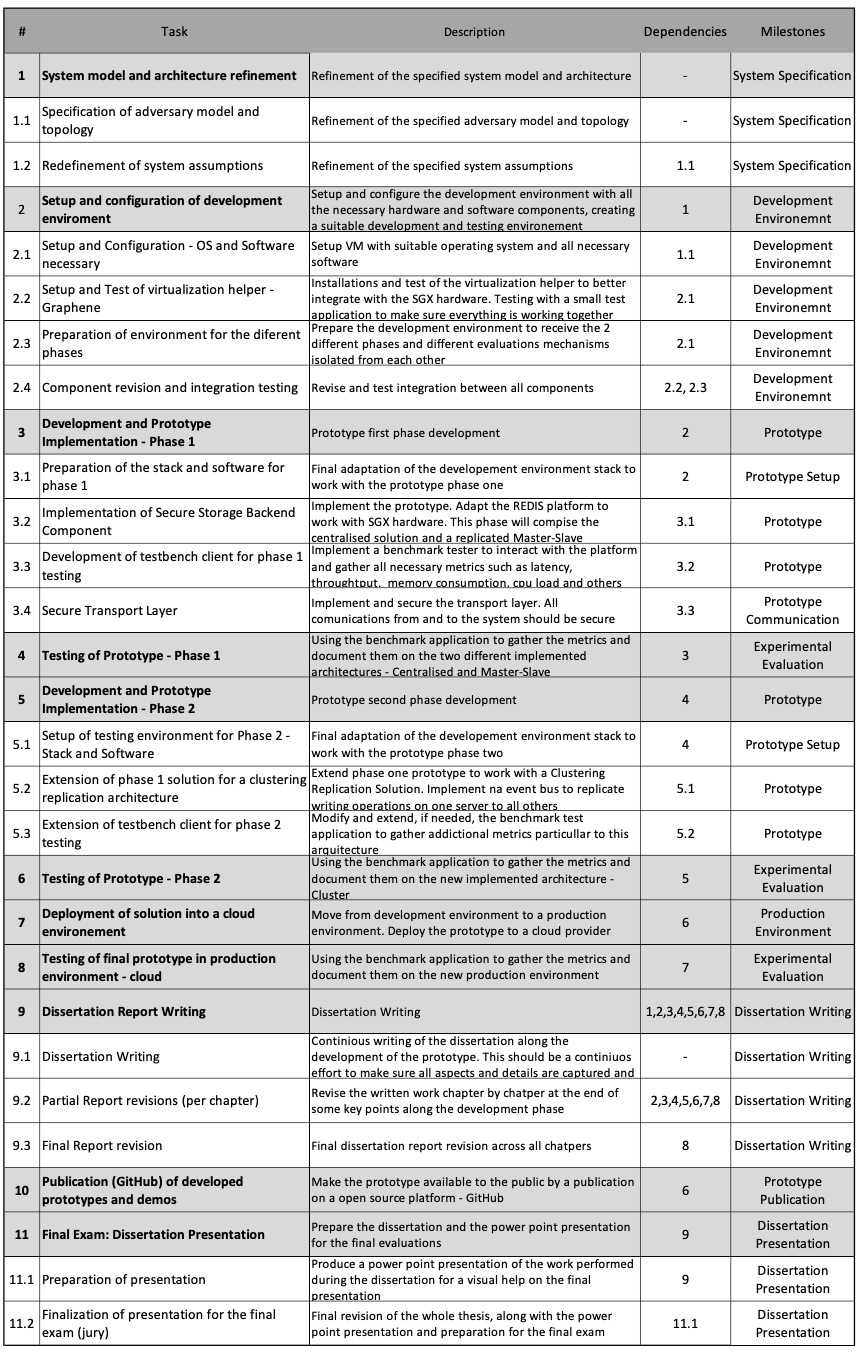 # Task Description Dependencies Milestones
1 System model and architecture refinement Refinement of the specified system model and architecture - System Specification
1.1 Specification of adversary model and
topology Refinement of the specified adversary model and topology - System Specification
1.2 Redefinement of system assumptions Refinement of the specified system assumptions 1.1 System Specification
2 Setup and configuration of development
enviroment
Setup and configure the development environment with all
the necessary hardware and software components, creating
a suitable development and testing environement
1
Development
Environemnt
2.1 Setup and Configuration - OS and Software
necessary
Setup VM with suitable operating system and all necessary
software
1.1
Development
Environemnt
2.2 Setup and Test of virtualization helper -
Graphene
Installations and test of the virtualization helper to better
integrate with the SGX hardware. Testing with a small test
application to make sure everything is working together
2.1
Development
Environemnt
2.3 Preparation of environment for the diferent
phases
Prepare the development environment to receive the 2
different phases and different evaluations mechanisms
isolated from each other
2.1
Development
Environemnt
2.4 Component revision and integration testing Revise and test integration between all components 2.2, 2.3
Development
Environemnt
3 Development and Prototype
Implementation - Phase 1
Prototype first phase development 2 Prototype
3.1 Preparation of the stack and software for
phase 1
Final adaptation of the developement environment stack to
work with the prototype phase one
2 Prototype Setup
3.2 Implementation of Secure Storage Backend
Component
Implement the prototype. Adapt the REDIS platform to
work with SGX hardware. This phase will compise the
centralised solution and a replicated Master-Slave
3.1 Prototype
3.3 Development of testbench client for phase 1
testing
Implement a benchmark tester to interact with the platform
and gather all necessary metrics such as latency,
throughtput, memory consumption, cpu load and others
3.2 Prototype
3.4 Secure Transport Layer
Implement and secure the transport layer. All
comunications from and to the system should be secure
3.3
Prototype
Communication
4 Testing of Prototype - Phase 1
Using the benchmark application to gather the metrics and
document them on the two different implemented
architectures - Centralised and Master-Slave
3
Experimental
Evaluation
5 Development and Prototype
Implementation - Phase 2
Prototype second phase development 4 Prototype
5.1 Setup of testing environment for Phase 2 -
Stack and Software
Final adaptation of the developement environment stack to
work with the prototype phase two
4 Prototype Setup
5.2 Extension of phase 1 solution for a clustering
replication architecture
Extend phase one prototype to work with a Clustering
Replication Solution. Implement na event bus to replicate
writing operations on one server to all others
5.1 Prototype
5.3 Extension of testbench client for phase 2
testing
Modify and extend, if needed, the benchmark test
application to gather addictional metrics particullar to this
arquitecture
5.2 Prototype
6 Testing of Prototype - Phase 2
Using the benchmark application to gather the metrics and
document them on the new implemented architecture -
Cluster
5
Experimental
Evaluation
7 Deployment of solution into a cloud
environement
Move from development environment to a production
environment. Deploy the prototype to a cloud provider
6
Production
Environment
8 Testing of final prototype in production
environment - cloud
Using the benchmark application to gather the metrics and
document them on the new production environment
7
Experimental
Evaluation
9 Dissertation Report Writing Dissertation Writing 1,2,3,4,5,6,7,8 Dissertation Writing
9.1 Dissertation Writing
Continious writing of the dissertation along the
development of the prototype. This should be a continiuos
effort to make sure all aspects and details are captured and
- Dissertation Writing
9.2 Partial Report revisions (per chapter)
Revise the written work chapter by chatper at the end of
some key points along the development phase
2,3,4,5,6,7,8 Dissertation Writing
9.3 Final Report revision Final dissertation report revision across all chatpers 8 Dissertation Writing
10 Publication (GitHub) of developed
prototypes and demos
Make the prototype available to the public by a publication
on a open source platform - GitHub
6
Prototype
Publication
11 Final Exam: Dissertation Presentation
Prepare the dissertation and the power point presentation
for the final evaluations
9
Dissertation
Presentation
11.1 Preparation of presentation
Produce a power point presentation of the work performed
during the dissertation for a visual help on the final
presentation
9
Dissertation
Presentation
11.2 Finalization of presentation for the final
exam (jury)
Final revision of the whole thesis, along with the power
point presentation and preparation for the final exam
11.1
Dissertation
Presentation